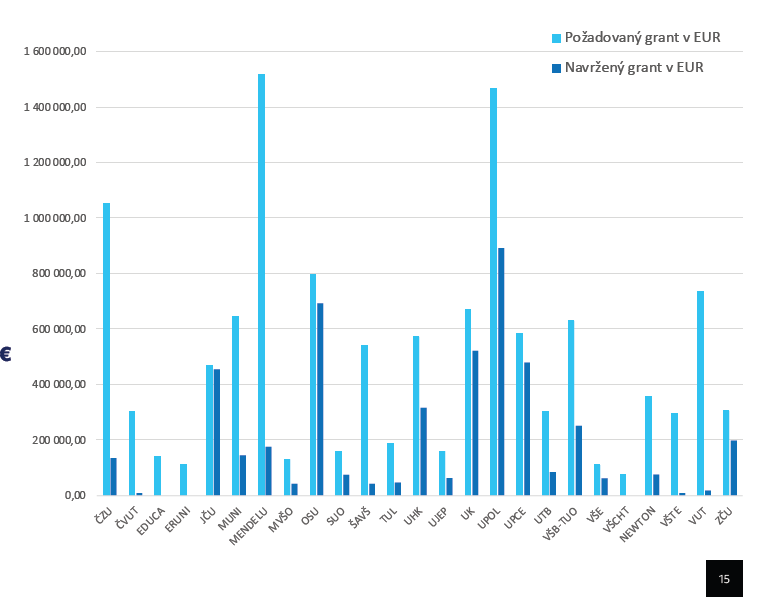 Požadovaný grant v EUR
Navržený grant v EUR
1 600 000,00
1 400 000,00
1 200 000,00
1 000 000,00
800 000,00
600 000,00
400 000,00
200 000,00
0,00
€
ČZU
ČVUT
EDUCA
ERUNI
JČU
MUNI
MENDELU
MVŠO
OSU
SUO
ŠAVŠ
TUL
UHK
UJEP
UK
UPOL
UPCE
UTB
VŠB-TUO
VŠE
VŠCHT
NEWTON
VŠTE
VUT
ZČU
15